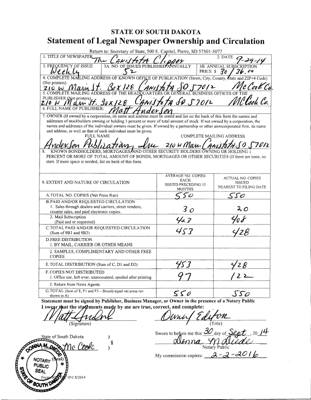 STATE OF SOUTH DAKOTA
Statement of Legal Newspaper Ownership and Circulation
Return to: Secretary of State, 500 E. Capitol, Pierre, SD 57501-5077
1. TITLE OF NEWSPAPER The Canistota Clipper 2. DATE 9-29-14
3. FREQUENCY OF ISSUE Weekly
3A. NO. OF ISSUES PUBLISHED ANNUALLY 52
3B. ANNUAL SUBSCRIPTION PRICE $
4. COMPLETE MAILING ADDRESS OF KNOWN OFFICE OF PUBLICATION (Street, City, County, State and ZIP+4 Code)
(Not printers)
210 W Main St. Box 128 Canistota SD 57012 McCook Co.
5. COMPLETE MAILING ADDRESS OF THE HEADQUARTERS OF GENERAL BUSINESS OFFICES OF THE
PUBLISHER (Not printers)
210 W Main St. Box 128 Canistota SD 57012 McCook Co.
6. FULL NAME OF PUBLISHER: Matt Anderson
7. OWNER (If owned by a corporation, its name and address must be stated and list on the back of this form the names and
addresses of stockholders owning or holding 1 percent or more of total amount of stock. If not owned by a corporation, the
names and addresses of the individual owners must be given. If owned by a partnership or other unincorporated firm, its name
and address, as well as that of each individual must be given.
FULL NAME COMPLETE MAILING ADDRESS
Anderson Publications, 210 W Main Canistota SD 57012
8. KNOWN BONDHOLDERS, MORTGAGEES AND OTHER SECURITY HOLDERS OWNING OR HOLDING 1
PERCENT OR MORE OF TOTAL AMOUNT OF BONDS, MORTGAGES OR OTHER SECURITIES (If there are none, so
state. If more space is needed, list on back of this form.
9. EXTENT AND NATURE OF CIRCULATION
AVERAGE NO. COPIES EACH ISSUED PRECEDING 12 MONTHS
ACTUAL NO. COPIES ISSUED NEAREST TO FILING DATE
A. TOTAL NO. COPIES (Net Press Run) 550 550
B. PAID AND/OR REQUESTED CIRCULATION
1. Sales through dealers and carriers, street vendors,
counter sales, and paid electronic copies. 30 20
2. Mail Subscription
(Paid and or requested) 423 408
C. TOTAL PAID AND/OR REQUESTED CIRCULATION
(Sum of 9B1 and 9B2) 453 428
D. FREE DISTRIBUTION
1. BY MAIL, CARRIER OR OTHER MEANS
2. SAMPLES, COMPLIMENTARY AND OTHER FREE
COPIES
E. TOTAL DISTRIBUTION (Sum of C, D1 and D2) 453 428
F. COPIES NOT DISTRIBUTED
1. Office use, left over, unaccounted, spoiled after printing 97 122
2. Return from News Agents
G. TOTAL (Sum of E, F1 and F2 - Should equal net press run
shown in A) 550 550
Statement must be signed by Publisher, Business Manager, or Owner in the presence of a Notary Public
I swear that the statements made by me are true, correct, and complete:
Matt Anderson Owner/ Editor
(Signature) (Title)
State of South Dakota )
Sworn to before me this 30 day of Sept, 20 14
McCook )§
Notary Public
My commission expires: 2-2-2016
NOTARY
PUBLIC
SEAL
SOUTH DAKOTA